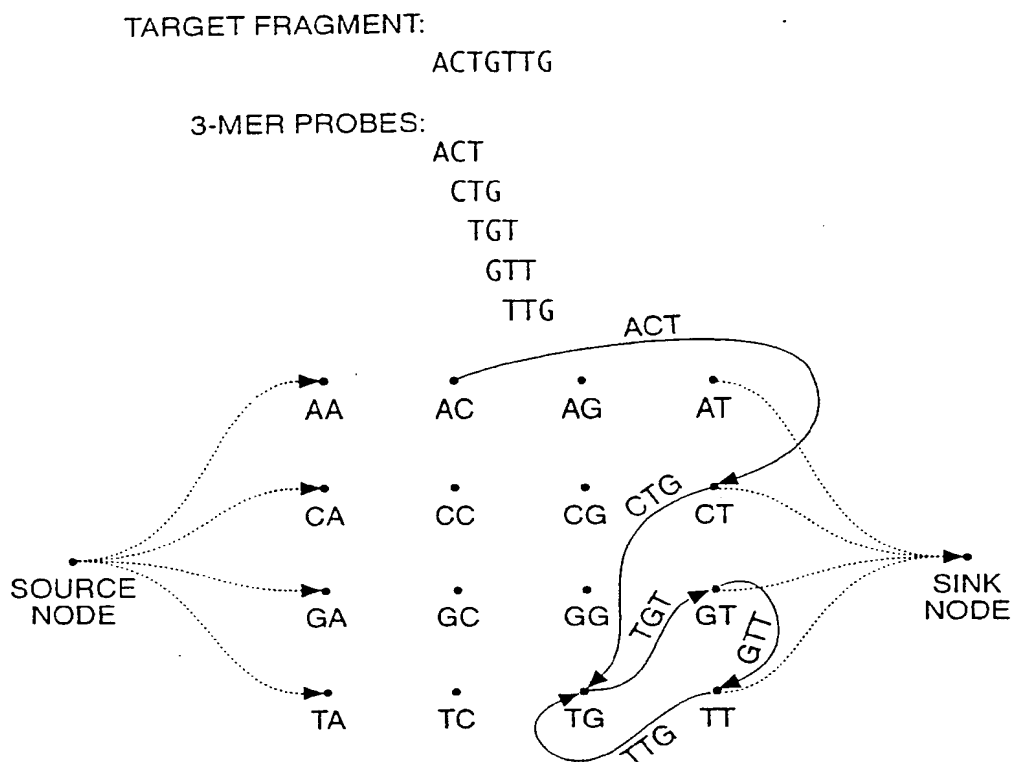 TARGET FRAGMENT:
ACTGTTG
3-MER PROBES:
ACT
CTG
TGT
GTT
TTG
ACT
AA AC AG AT
CTG
CA CC CG CT
SOURCE
NODE
SINK
NODE
GA GC GG GT
TGT
GTT
TA TC TG TT
TTG